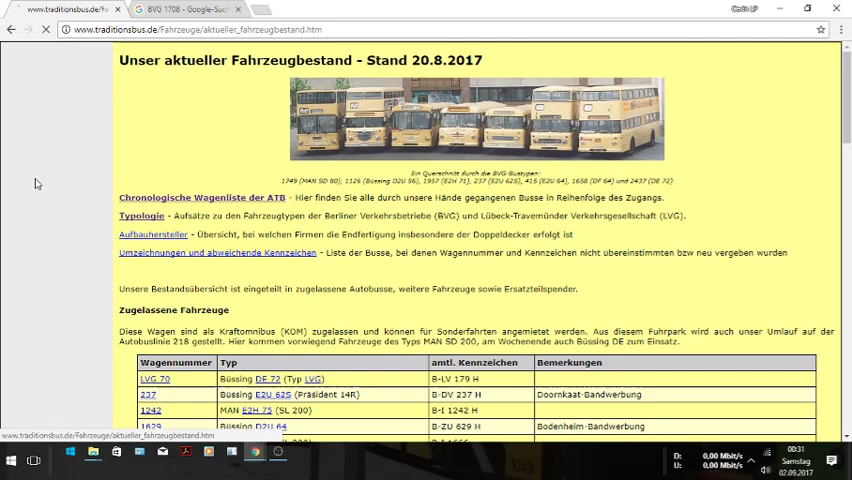 www.traditionsbus.de/Fa
BVG 1708 - Google-Such
www.traditionsbus.de/Fahrzeuge/aktueller_fahrzeugbestand.htm
Unser aktueller Fahrzeugbestand - Stand 20.8.2017
Ein Querschnitt durch die BVG-Bustypen:
1749 (MAN SD 80), 1126 (Büssing D2U 56), 1957 (E2H 71), 237 (E2U 62S), 415 (E2U 64), 1658 (DF 64) und 2437 (DE 72)
Chronologische Wagenliste der ATB - Hier finden Sie alle durch unsere Hände gegangenen Busse in Reihenfolge des Zugangs.
Typologie - Aufsätze zu den Fahrzeugtypen der Berliner Verkehrsbetriebe (BVG) und Lübeck-Travemünder Verkehrsgesellschaft (LVG).
Aufbauhersteller - Übersicht, bei welchen Firmen die Endfertigung insbesondere der Doppeldecker erfolgt ist
Umzeichnungen und abweichende Kennzeichen - Liste der Busse, bei denen Wagennummer und Kennzeichen nicht übereinstimmten bzw neu vergeben wurden
Unsere Bestandsübersicht ist eingeteilt in zugelassene Autobusse, weitere Fahrzeuge sowie Ersatzteilspender.
Zugelassene Fahrzeuge
Diese Wagen sind als Kraftomnibus (KOM) zugelassen und können für Sonderfahrten angemietet werden. Aus diesem Fuhrpark wird auch unser Umlauf auf der
Autobuslinie 218 gestellt. Hier kommen vorwiegend Fahrzeuge des Typs MAN SD 200, am Wochenende auch Büssing DE zum Einsatz.
Wagennummer Typ amtl. Kennzeichen Bemerkungen
LVG 70 Büssing DE 72 (Typ LVG) B-LV 179 H
237 Büssing E2U 62S (Präsident 14R) B-DV 237 H Doornkaat-Bandwerbung
1242 MAN E2H 75 (SL 200) B-I 1242 H
1629 Büssing D2U 64 B-ZU 629 H Bodenheim-Bandwerbung
www.traditionsbus.de/Fahrzeuge/aktueller_fahrzeugbestand.htm
D: 0,00 Mbit/s
U: 0,00 Mbit/s
00:31
Samstag
02.09.2017